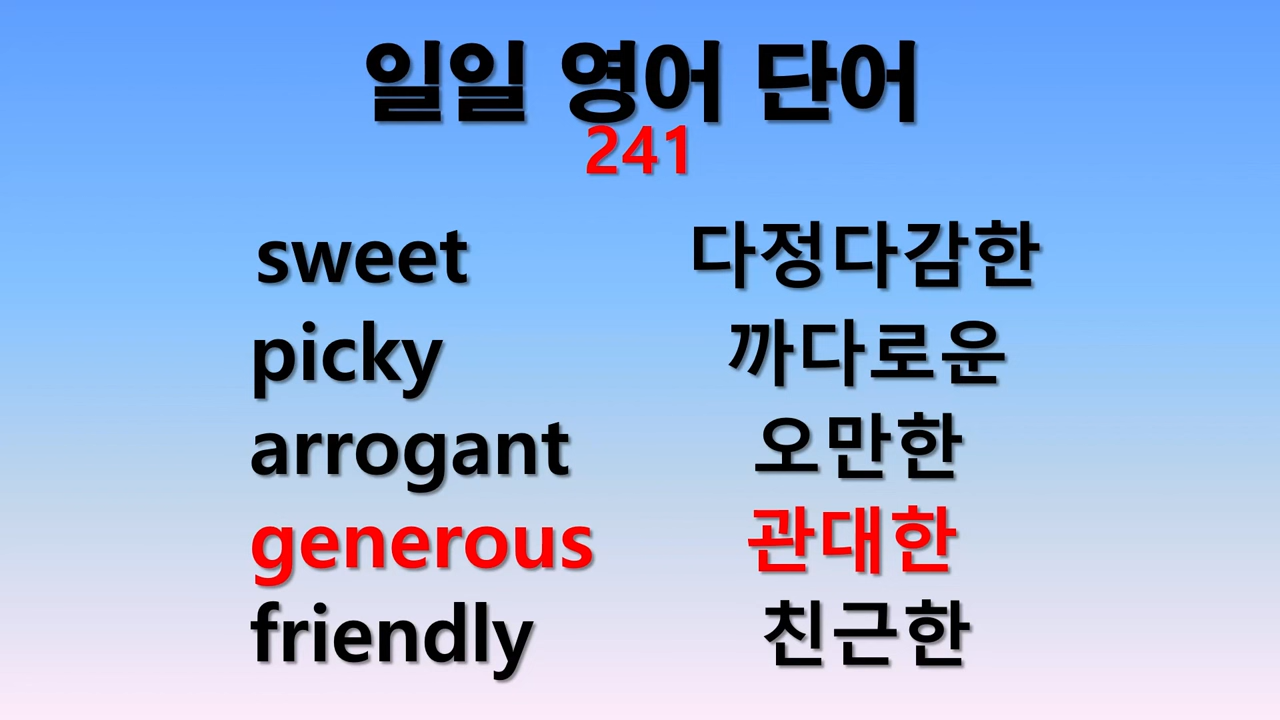 일일 영어 단어
241
sweet 다정다감한
picky 까다로운
arrogant 오만한
generous 관대한
friendly 친근한